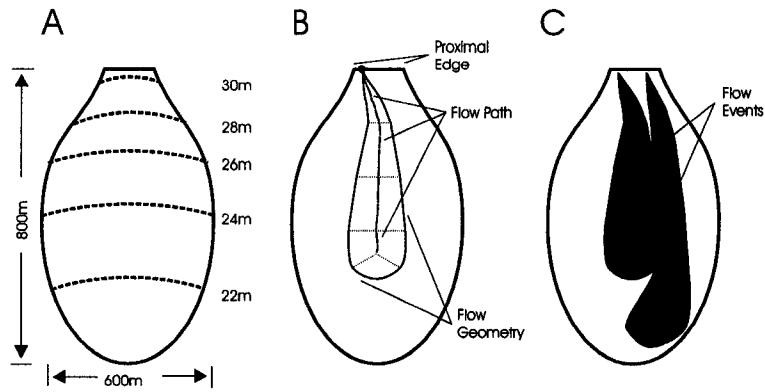 A
B
C
Proximal
Edge
30m
28m
26m
24m
22m
800m
600m
Flow Path
Flow
Geometry
Flow
Events